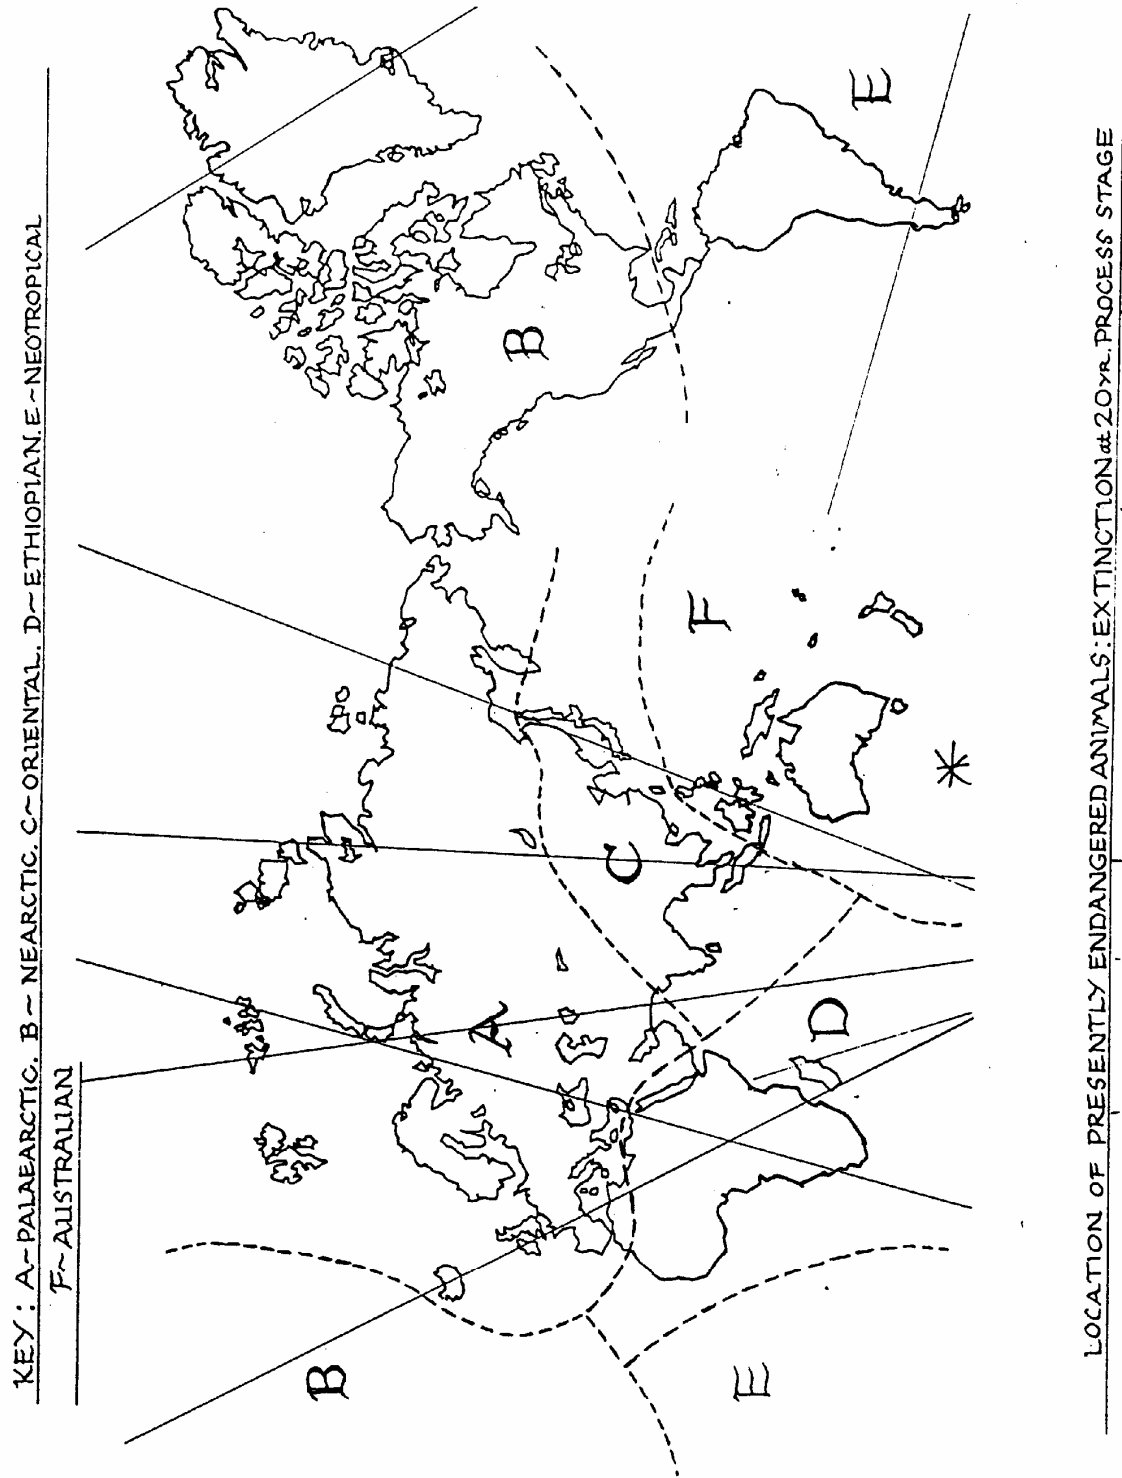 KEY: A~PALAEARCTIC. B~NEARCTIC. C~ORIENTAL. D~ETHIOPIAN. E~NEOTROPICAL
F~AUSTRALIAN
B
E
A
D
C
F
B
E
*
LOCATION OF PRESENTLY ENDANGERED ANIMALS: EXTINCTION at 20 YR. PROCESS STAGE